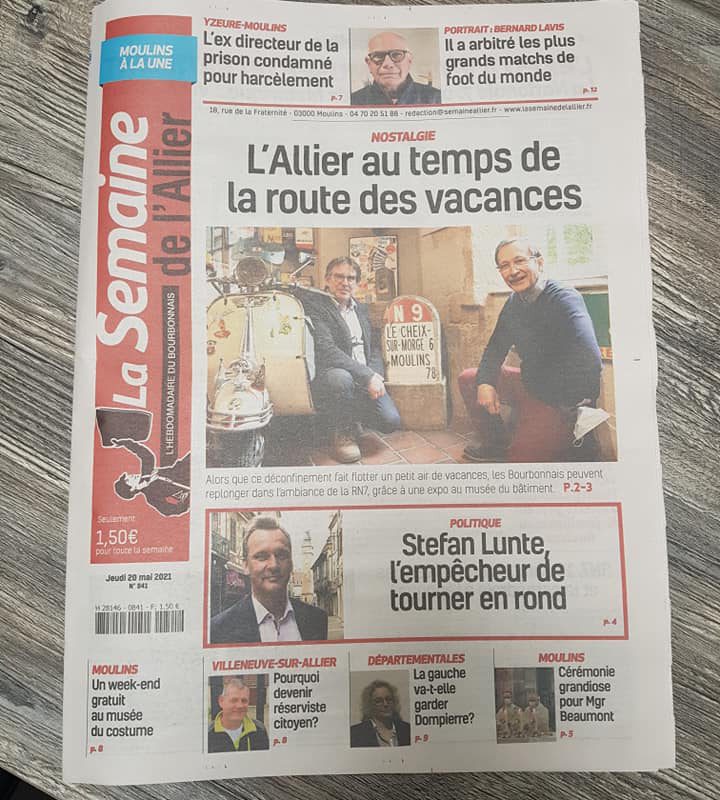 MOULINS
À LA UNE
YZEURE-MOULINS
L'ex directeur de la
prison condamné
pour harcèlement
P.7
PORTRAIT : BERNARD LAVIS
Il a arbitré les plus
grands matchs de
foot du monde
P.12
18, rue de la Fraternité - 03000 Moulins - 04 70 20 51 88 - redaction@semaineallier.fr - www.lasemainedelallier.fr
La Semaine
de l'Allier
L'HEBDOMADAIRE DU BOURBONNAIS
Seulement
1,50€
pour toute la semaine
Jeudi 20 mai 2021
N° 841
H 28146 - 0841 - F: 1,50 €
NOSTALGIE
L'Allier au temps de
la route des vacances
N 9
LE CHEIX-
SUR-MORGE 6
MOULINS
78
Alors que ce déconfinement fait flotter un petit air de vacances, les Bourbonnais peuvent
replonger dans l'ambiance de la RN7, grâce à une expo au musée du bâtiment. P.2-3
POLITIQUE
Stefan Lunte,
l'empêcheur de
tourner en rond
P.4
MOULINS
Un week-end
gratuit
au musée
du costume
P.8
VILLENEUVE-SUR-ALLIER
Pourquoi
devenir
réserviste
citoyen?
P.8
DÉPARTEMENTALES
La gauche
va-t-elle
garder
Dompierre?
P.9
MOULINS
Cérémonie
grandiose
pour Mgr
Beaumont
P.5